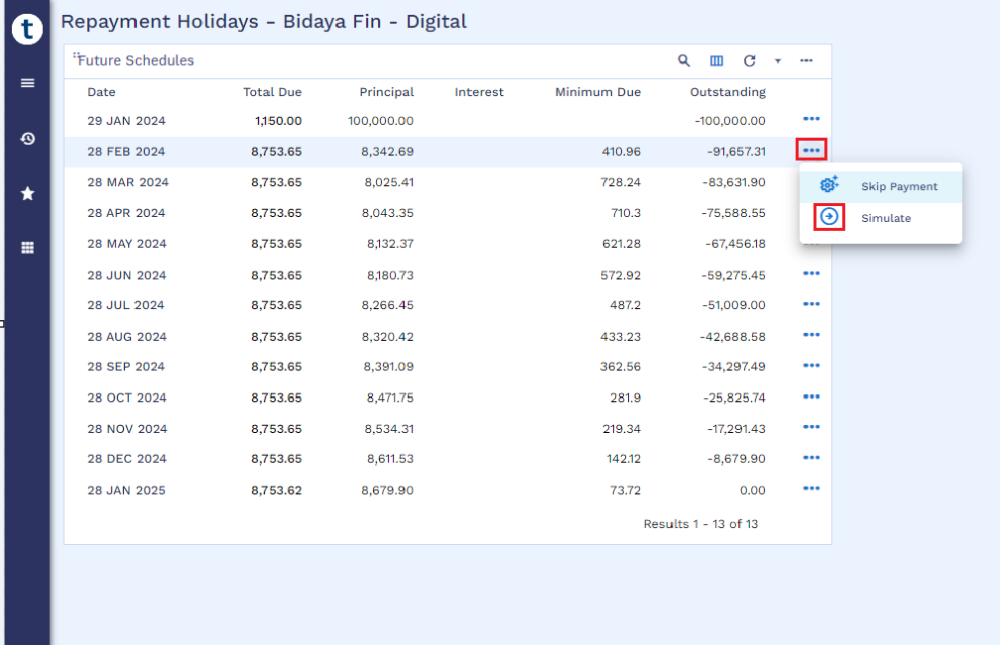 t
Repayment Holidays - Bidaya Fin - Digital
Future Schedules
Date Total Due Principal Interest Minimum Due Outstanding
29 JAN 2024 1,150.00 100,000.00 -100,000.00
28 FEB 2024 8,753.65 8,342.69 410.96 -91,657.31
28 MAR 2024 8,753.65 8,025.41 728.24 -83,631.90
Skip Payment
28 APR 2024 8,753.65 8,043.35 710.3 -75,588.55
Simulate
28 MAY 2024 8,753.65 8,132.37 621.28 -67,456.18
28 JUN 2024 8,753.65 8,180.73 572.92 -59,275.45
28 JUL 2024 8,753.65 8,266.45 487.2 -51,009.00
28 AUG 2024 8,753.65 8,320.42 433.23 -42,688.58
28 SEP 2024 8,753.65 8,391.09 362.56 -34,297.49
28 OCT 2024 8,753.65 8,471.75 281.9 -25,825.74
28 NOV 2024 8,753.65 8,534.31 219.34 -17,291.43
28 DEC 2024 8,753.65 8,611.53 142.12 -8,679.90
28 JAN 2025 8,753.62 8,679.90 73.72 0.00
Results 1 - 13 of 13